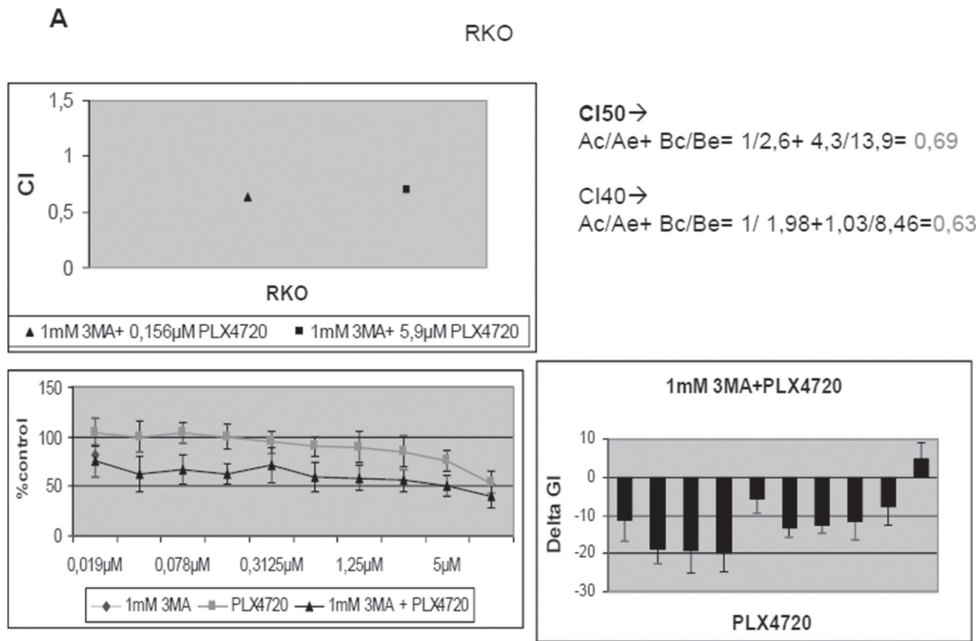 A
RKO
CI
1,5
1
0,5
0
RKO
▲ 1mM 3MA+ 0,156µM PLX4720 ■ 1mM 3MA+ 5,9µM PLX4720
CI50→
Ac/Ae+ Bc/Be= 1/2,6+ 4,3/13,9= 0,69
CI40→
Ac/Ae+ Bc/Be= 1/ 1,98+1,03/8,46=0,63
%control
150
100
50
0
0,019µM 0,078µM 0,3125µM 1,25µM 5µM
1mM 3MA PLX4720 1mM 3MA + PLX4720
1mM 3MA+PLX4720
Delta GI
10
0
-10
-20
-30
PLX4720